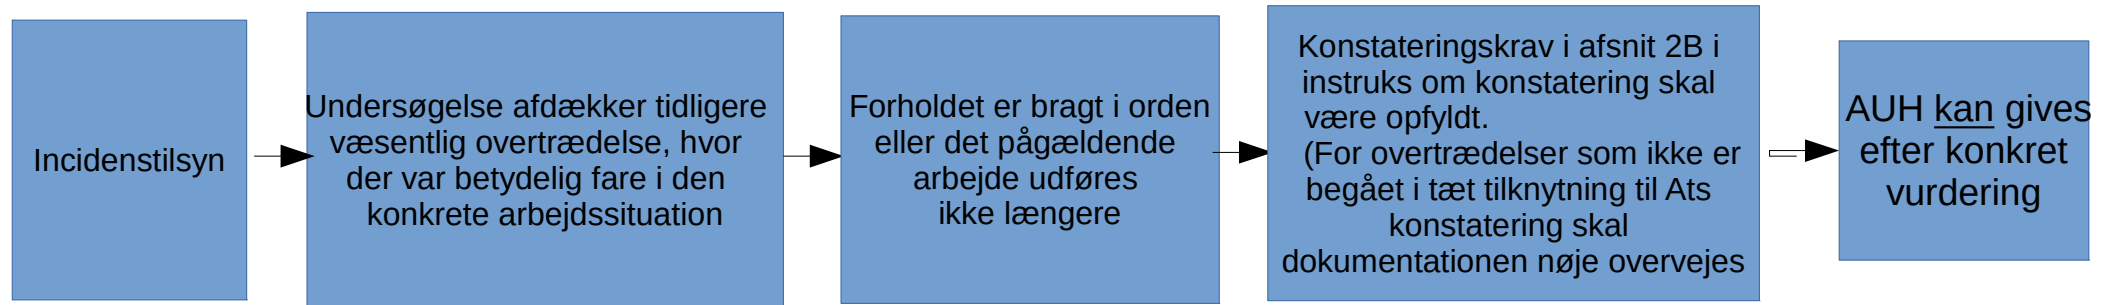 Incidenstilsyn
Undersøgelse afdækker tidligere
væsentlig overtrædelse, hvor
der var betydelig fare i den
konkrete arbejdssituation
Forholdet er bragt i orden
eller det pågældende
arbejde udføres
ikke længere
Konstateringskrav i afsnit 2B i
instruks om konstatering skal
være opfyldt.
(For overtrædelser som ikke er
begået i tæt tilknytning til Ats
konstatering skal
dokumentationen nøje overvejes
AUH kan gives
efter konkret
vurdering